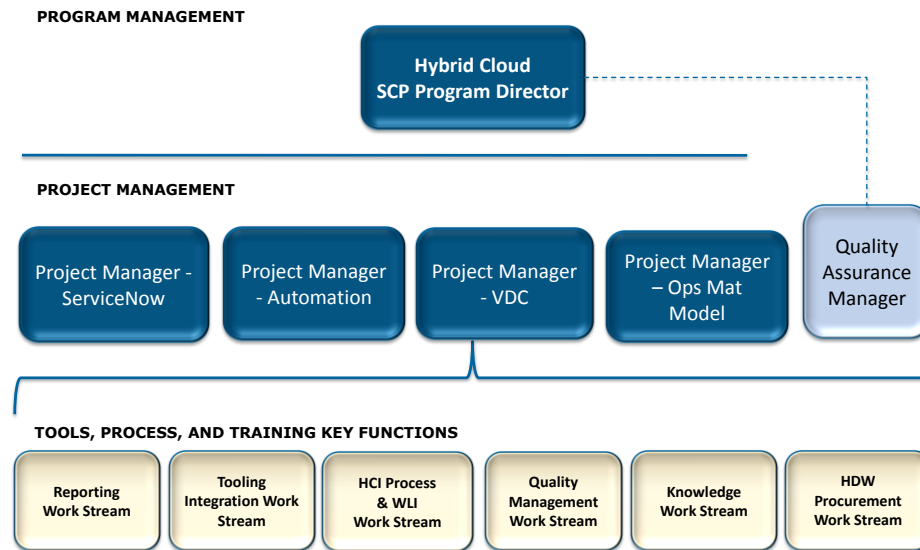 PROGRAM MANAGEMENT
Hybrid Cloud
SCP Program Director
PROJECT MANAGEMENT
Project Manager -
ServiceNow
Project Manager
- Automation
Project Manager
- VDC
Project Manager
– Ops Mat
Model
Quality
Assurance
Manager
TOOLS, PROCESS, AND TRAINING KEY FUNCTIONS
Reporting
Work Stream
Tooling
Integration Work
Stream
HCI Process
& WLI
Work Stream
Quality
Management
Work Stream
Knowledge
Work Stream
HDW
Procurement
Work Stream